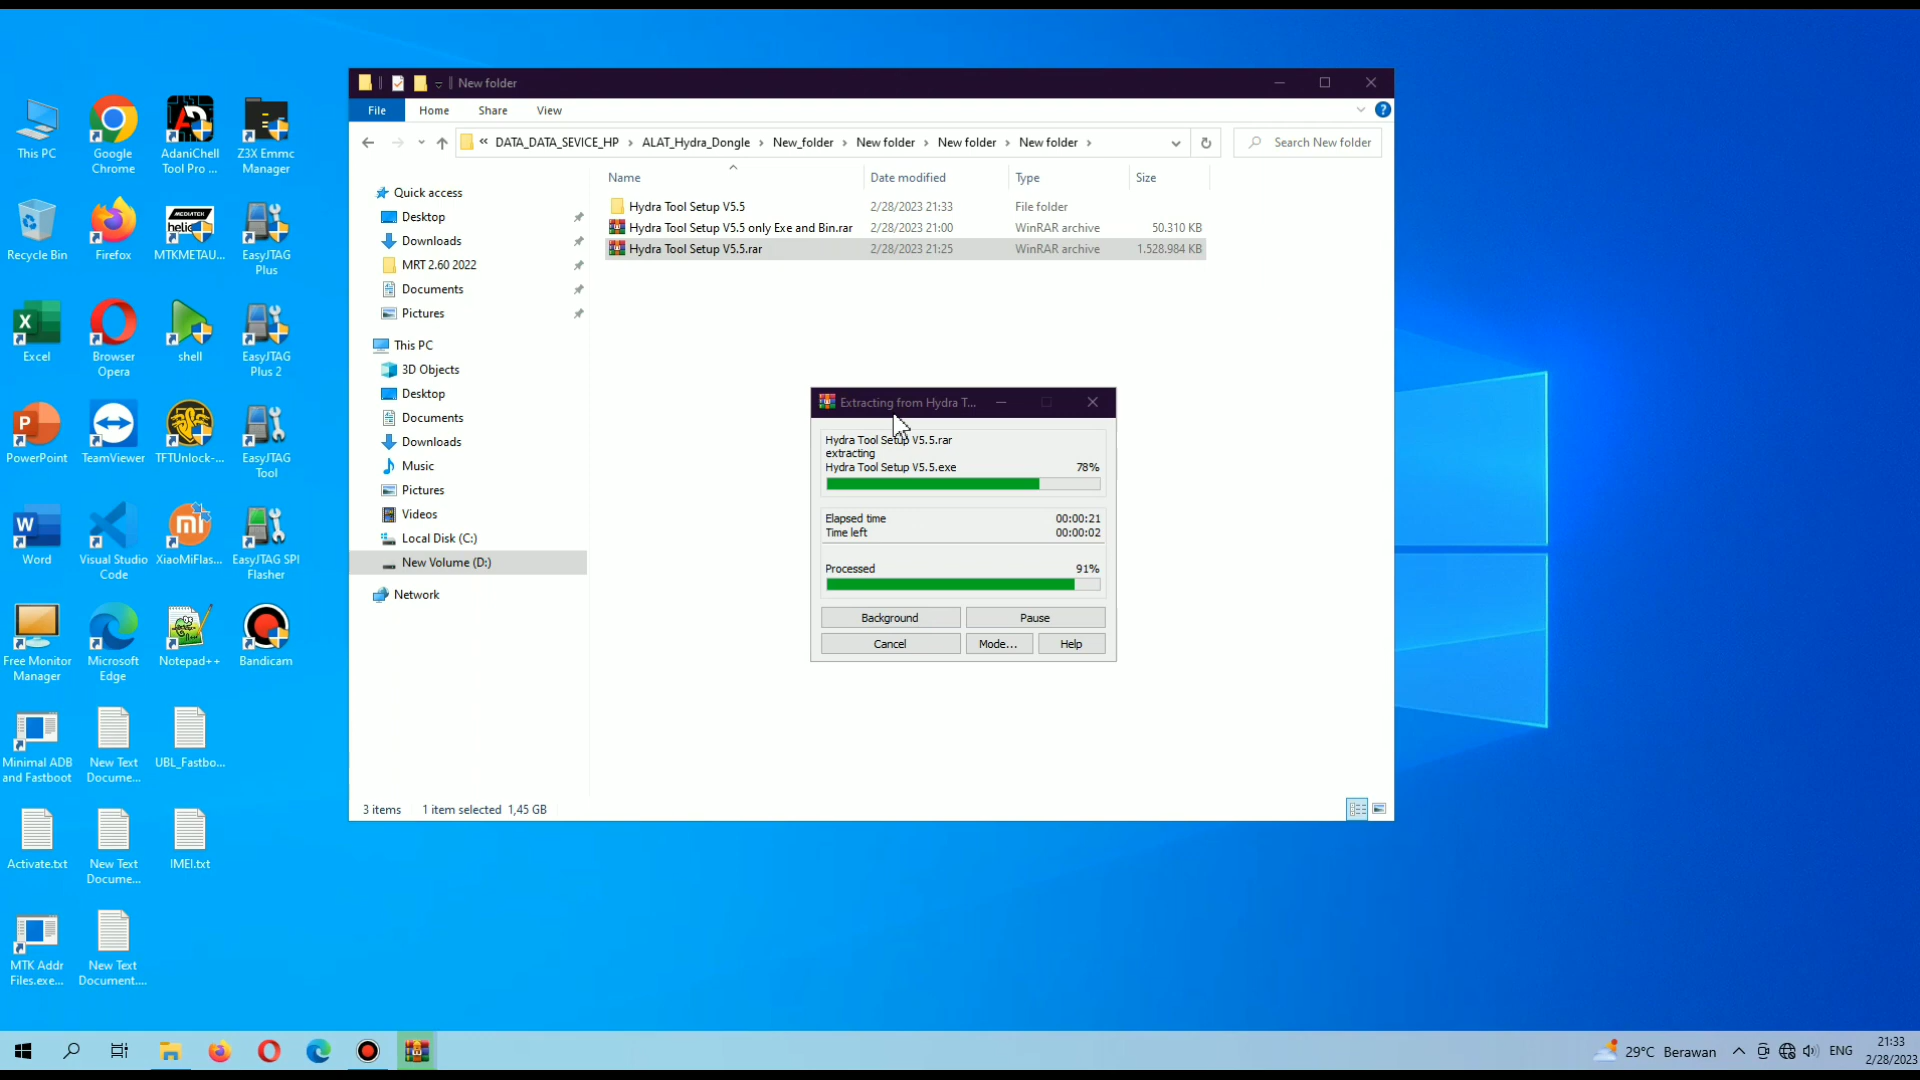 New folder
File Home Share View
« DATA_DATA_SEVICE_HP › ALAT_Hydra_Dongle › New_folder › New folder › New folder › New folder ›
Search New folder
Name Date modified Type Size
Hydra Tool Setup V5.5 2/28/2023 21:33 File folder
Hydra Tool Setup V5.5 only Exe and Bin.rar 2/28/2023 21:00 WinRAR archive 50.310 KB
Hydra Tool Setup V5.5.rar 2/28/2023 21:25 WinRAR archive 1.528.984 KB
Quick access
Desktop
Downloads
MRT 2.60 2022
Documents
Pictures
This PC
3D Objects
Desktop
Documents
Downloads
Music
Pictures
Videos
Local Disk (C:)
New Volume (D:)
Network
3 items 1 item selected 1,45 GB
Extracting from Hydra T...
Hydra Tool Setup V5.5.rar
extracting
Hydra Tool Setup V5.5.exe 78%
Elapsed time 00:00:21
Time left 00:00:02
Processed 91%
Background Pause
Cancel Mode... Help
This PC
Google
Chrome
AdaniChell
Tool Pro ...
Z3X Emmc
Manager
Recycle Bin
Firefox
MEDIATEK
helio
MTKMETAU...
EasyJTAG
Plus
Excel
Browser
Opera
shell
EasyJTAG
Plus 2
PowerPoint
TeamViewer
TFTUnlock-...
EasyJTAG
Tool
Word
Visual Studio
Code
XiaoMiFlas...
EasyJTAG SPI
Flasher
Free Monitor
Manager
Microsoft
Edge
Notepad++
Bandicam
Minimal ADB
and Fastboot
New Text
Docume...
UBL_Fastbo...
Activate.txt
New Text
Docume...
IMEI.txt
MTK Addr
Files.exe...
New Text
Document....
29°C Berawan
ENG
21:33
2/28/2023